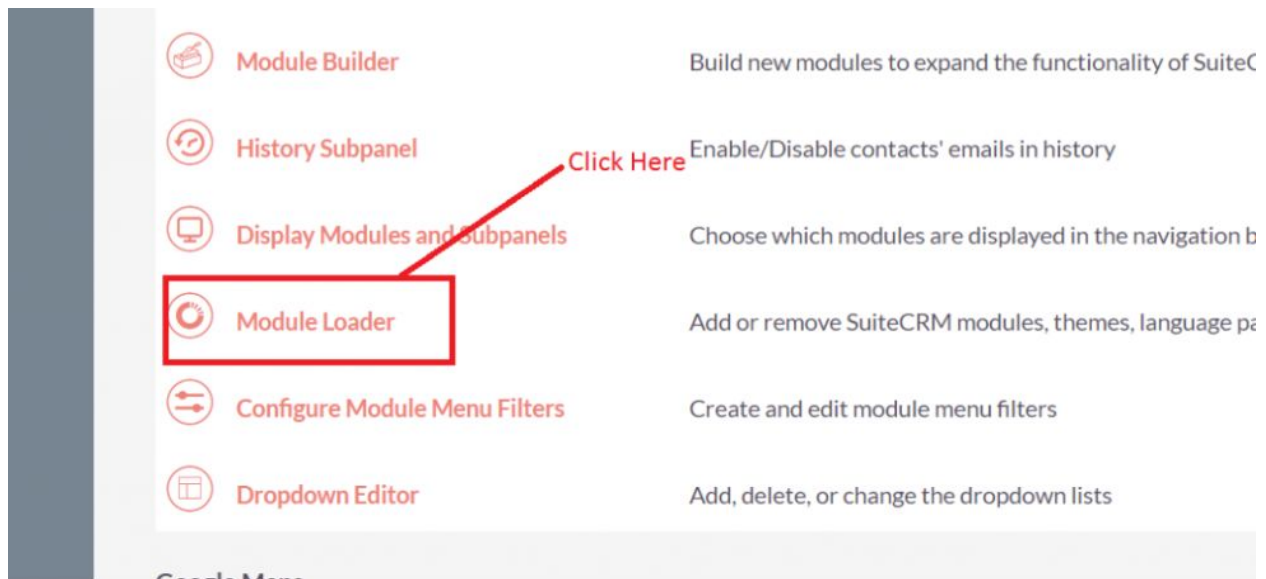 Module Builder Build new modules to expand the functionality of Suite
History Subpanel Enable/Disable contacts' emails in history
Click Here
Display Modules and Subpanels Choose which modules are displayed in the navigation
Module Loader Add or remove SuiteCRM modules, themes, language
Configure Module Menu Filters Create and edit module menu filters
Dropdown Editor Add, delete, or change the dropdown lists
Google Maps